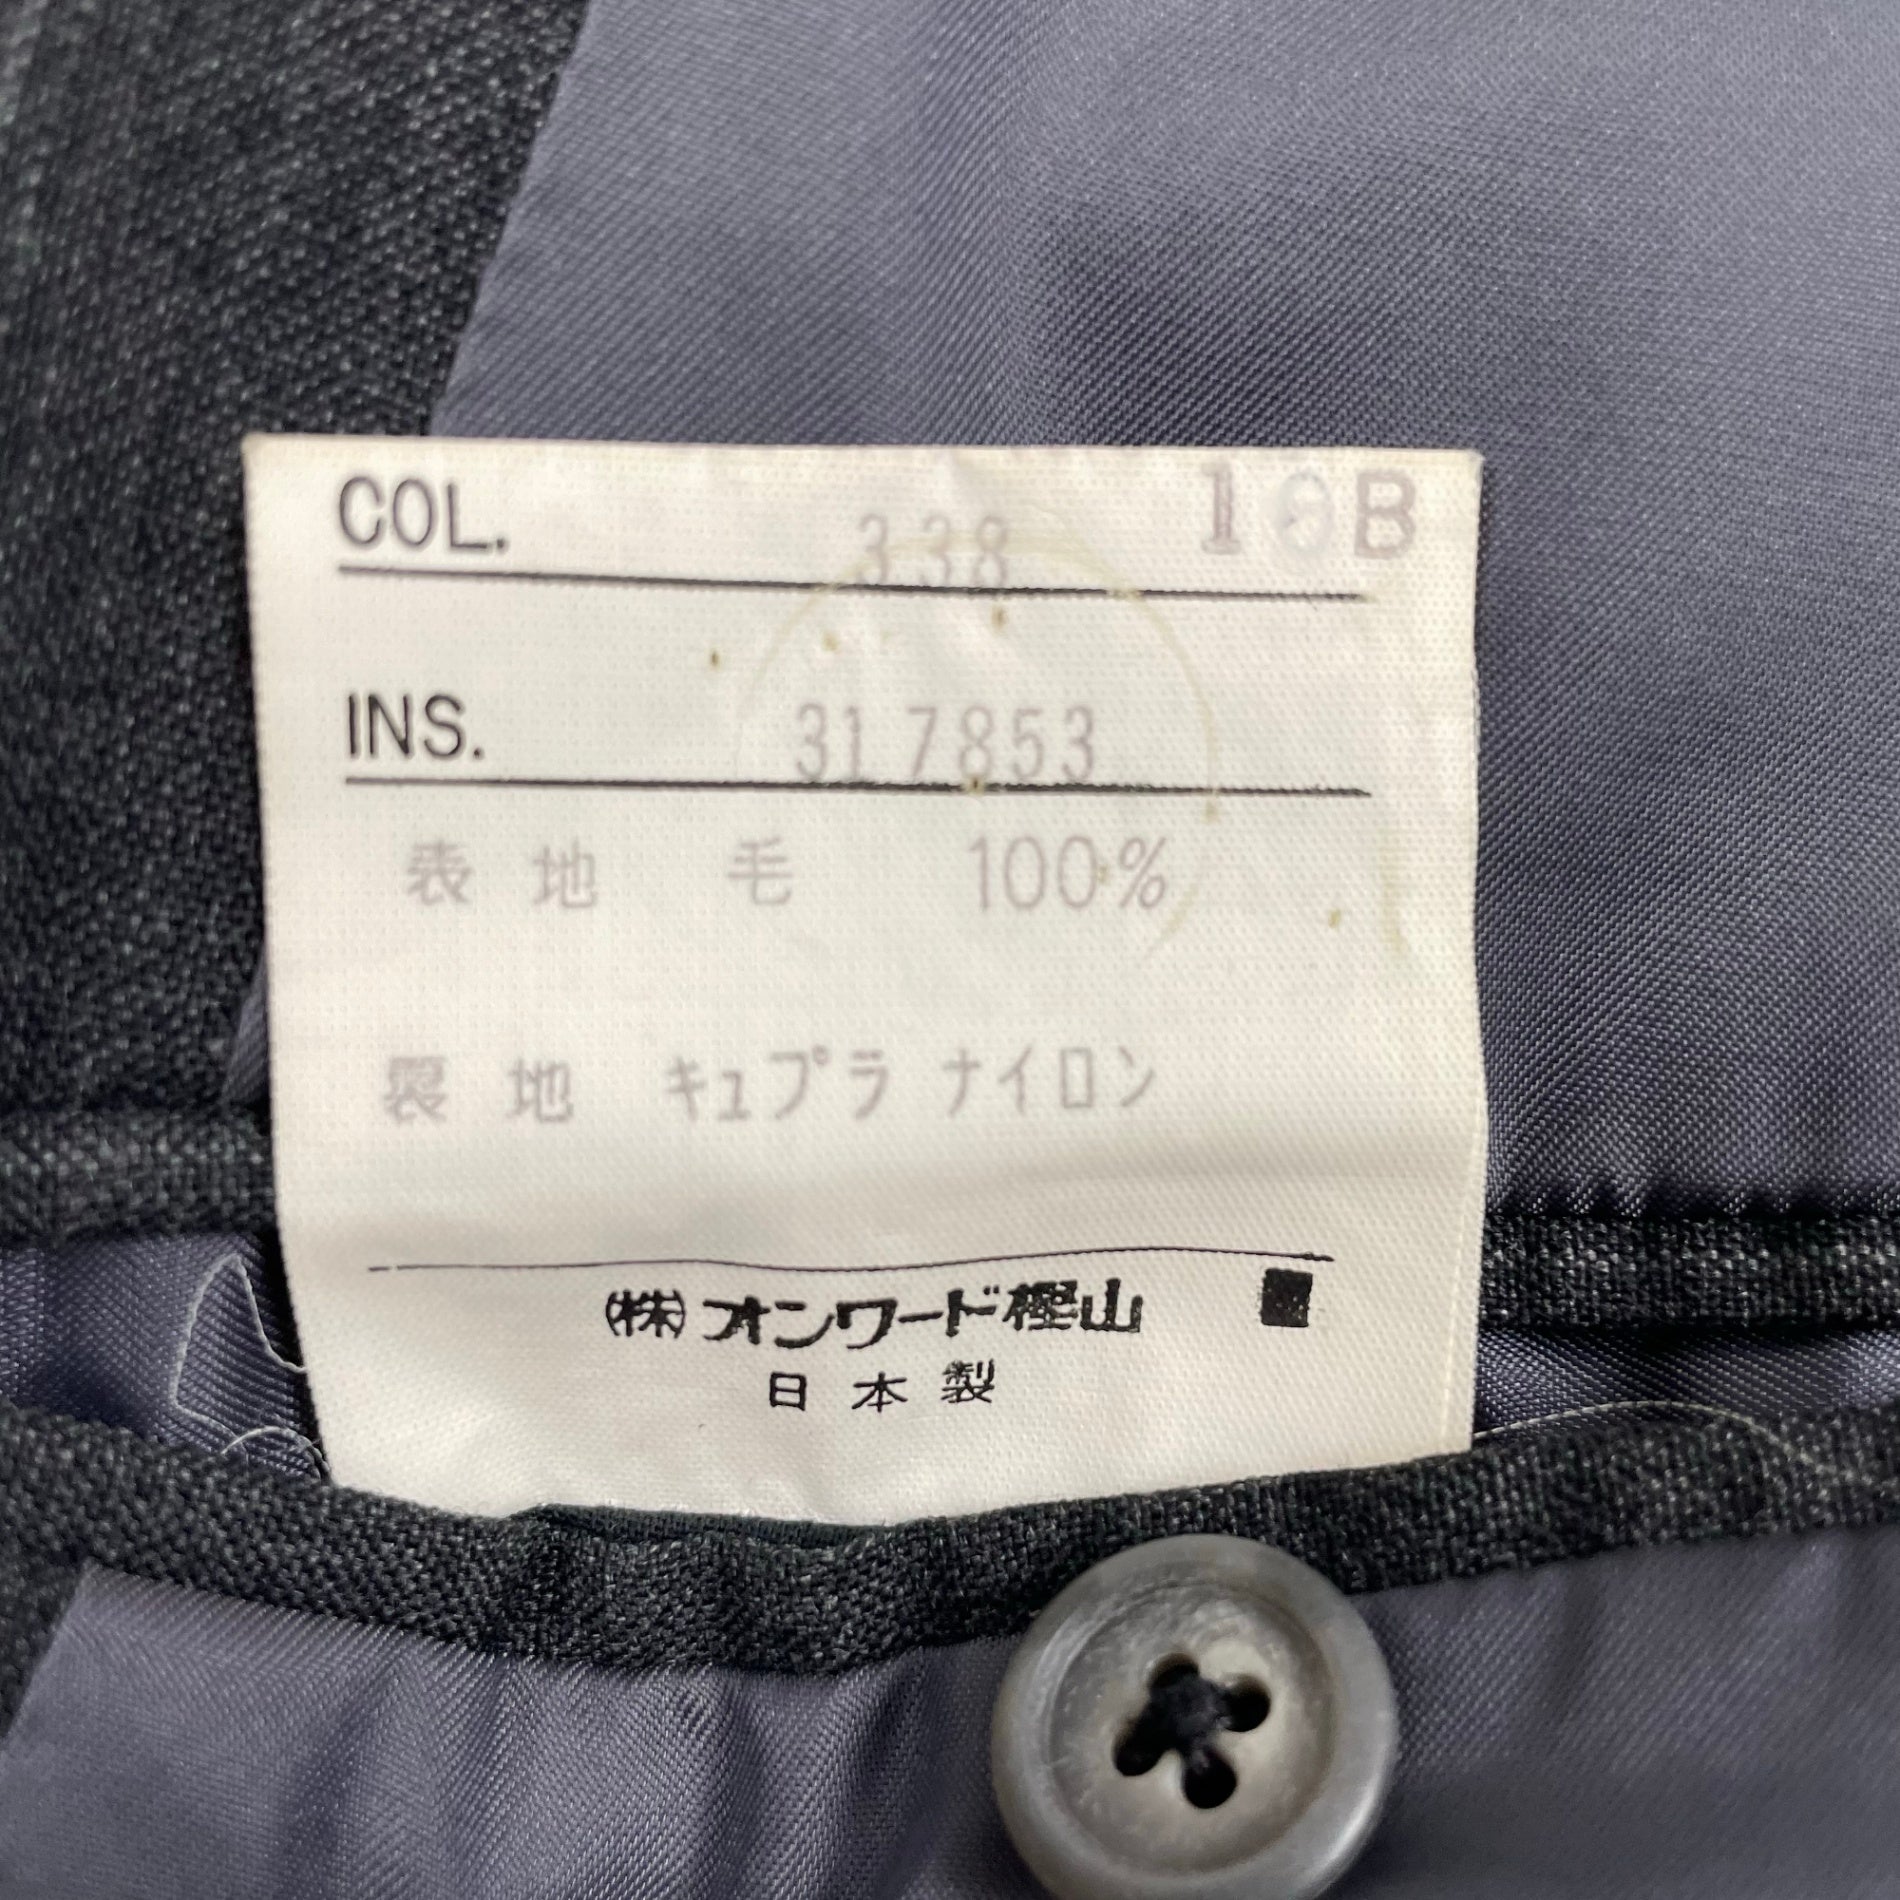 COL. 338
INS. 317853
表地 毛 100%
裏地 キュプラ ナイロン
㈱オンワード樫山 ■
日本製